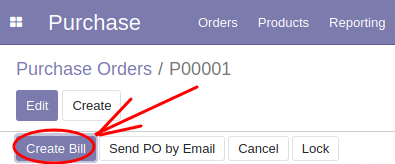 Purchase Orders Products Reporting
Purchase Orders / P00001
Edit Create
Create Bill Send PO by Email Cancel Lock